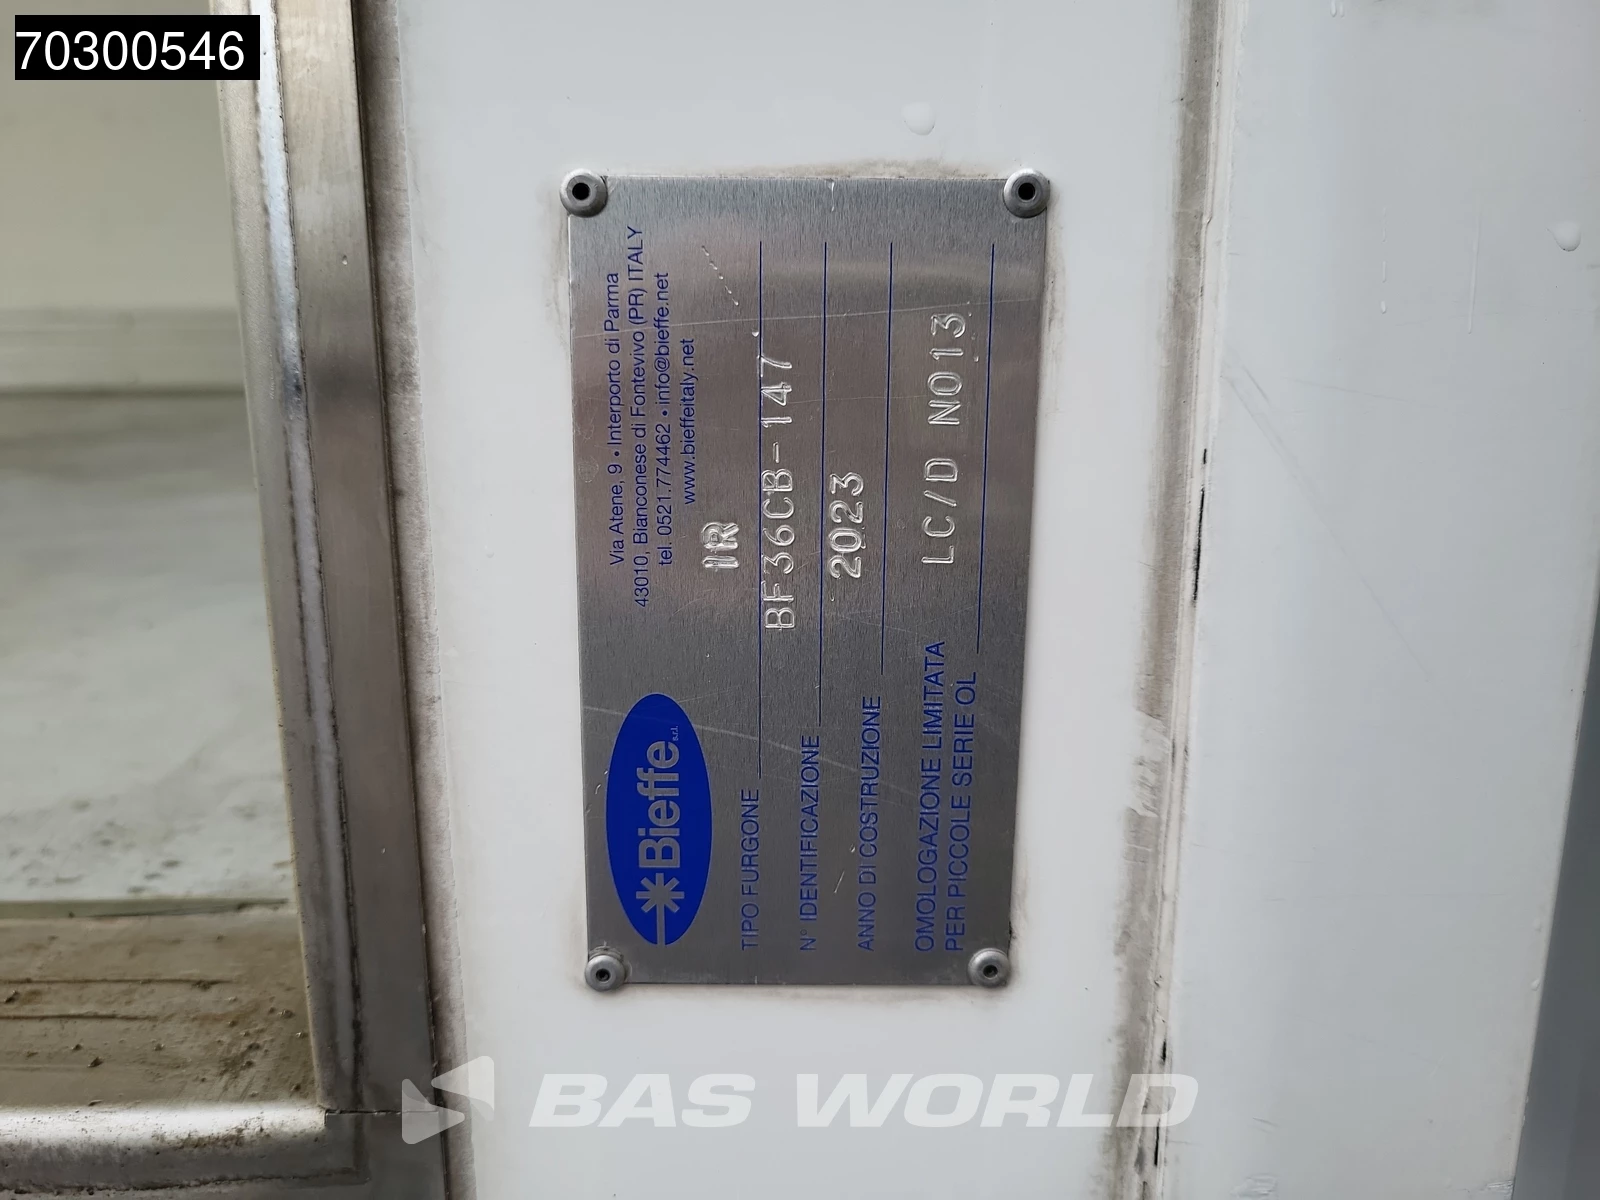 70300546
Bieffe s.r.l.
Via Atene, 9 • Interporto di Parma
43010, Bianconese di Fontevivo (PR) ITALY
tel. 0521.774462 • info@bieffe.net
www.bieffeitaly.net
TIPO FURGONE IR
N° IDENTIFICAZIONE BF36CB-147
ANNO DI COSTRUZIONE 2023
OMOLOGAZIONE LIMITATA
PER PICCOLE SERIE OL LC/D N013
BAS WORLD